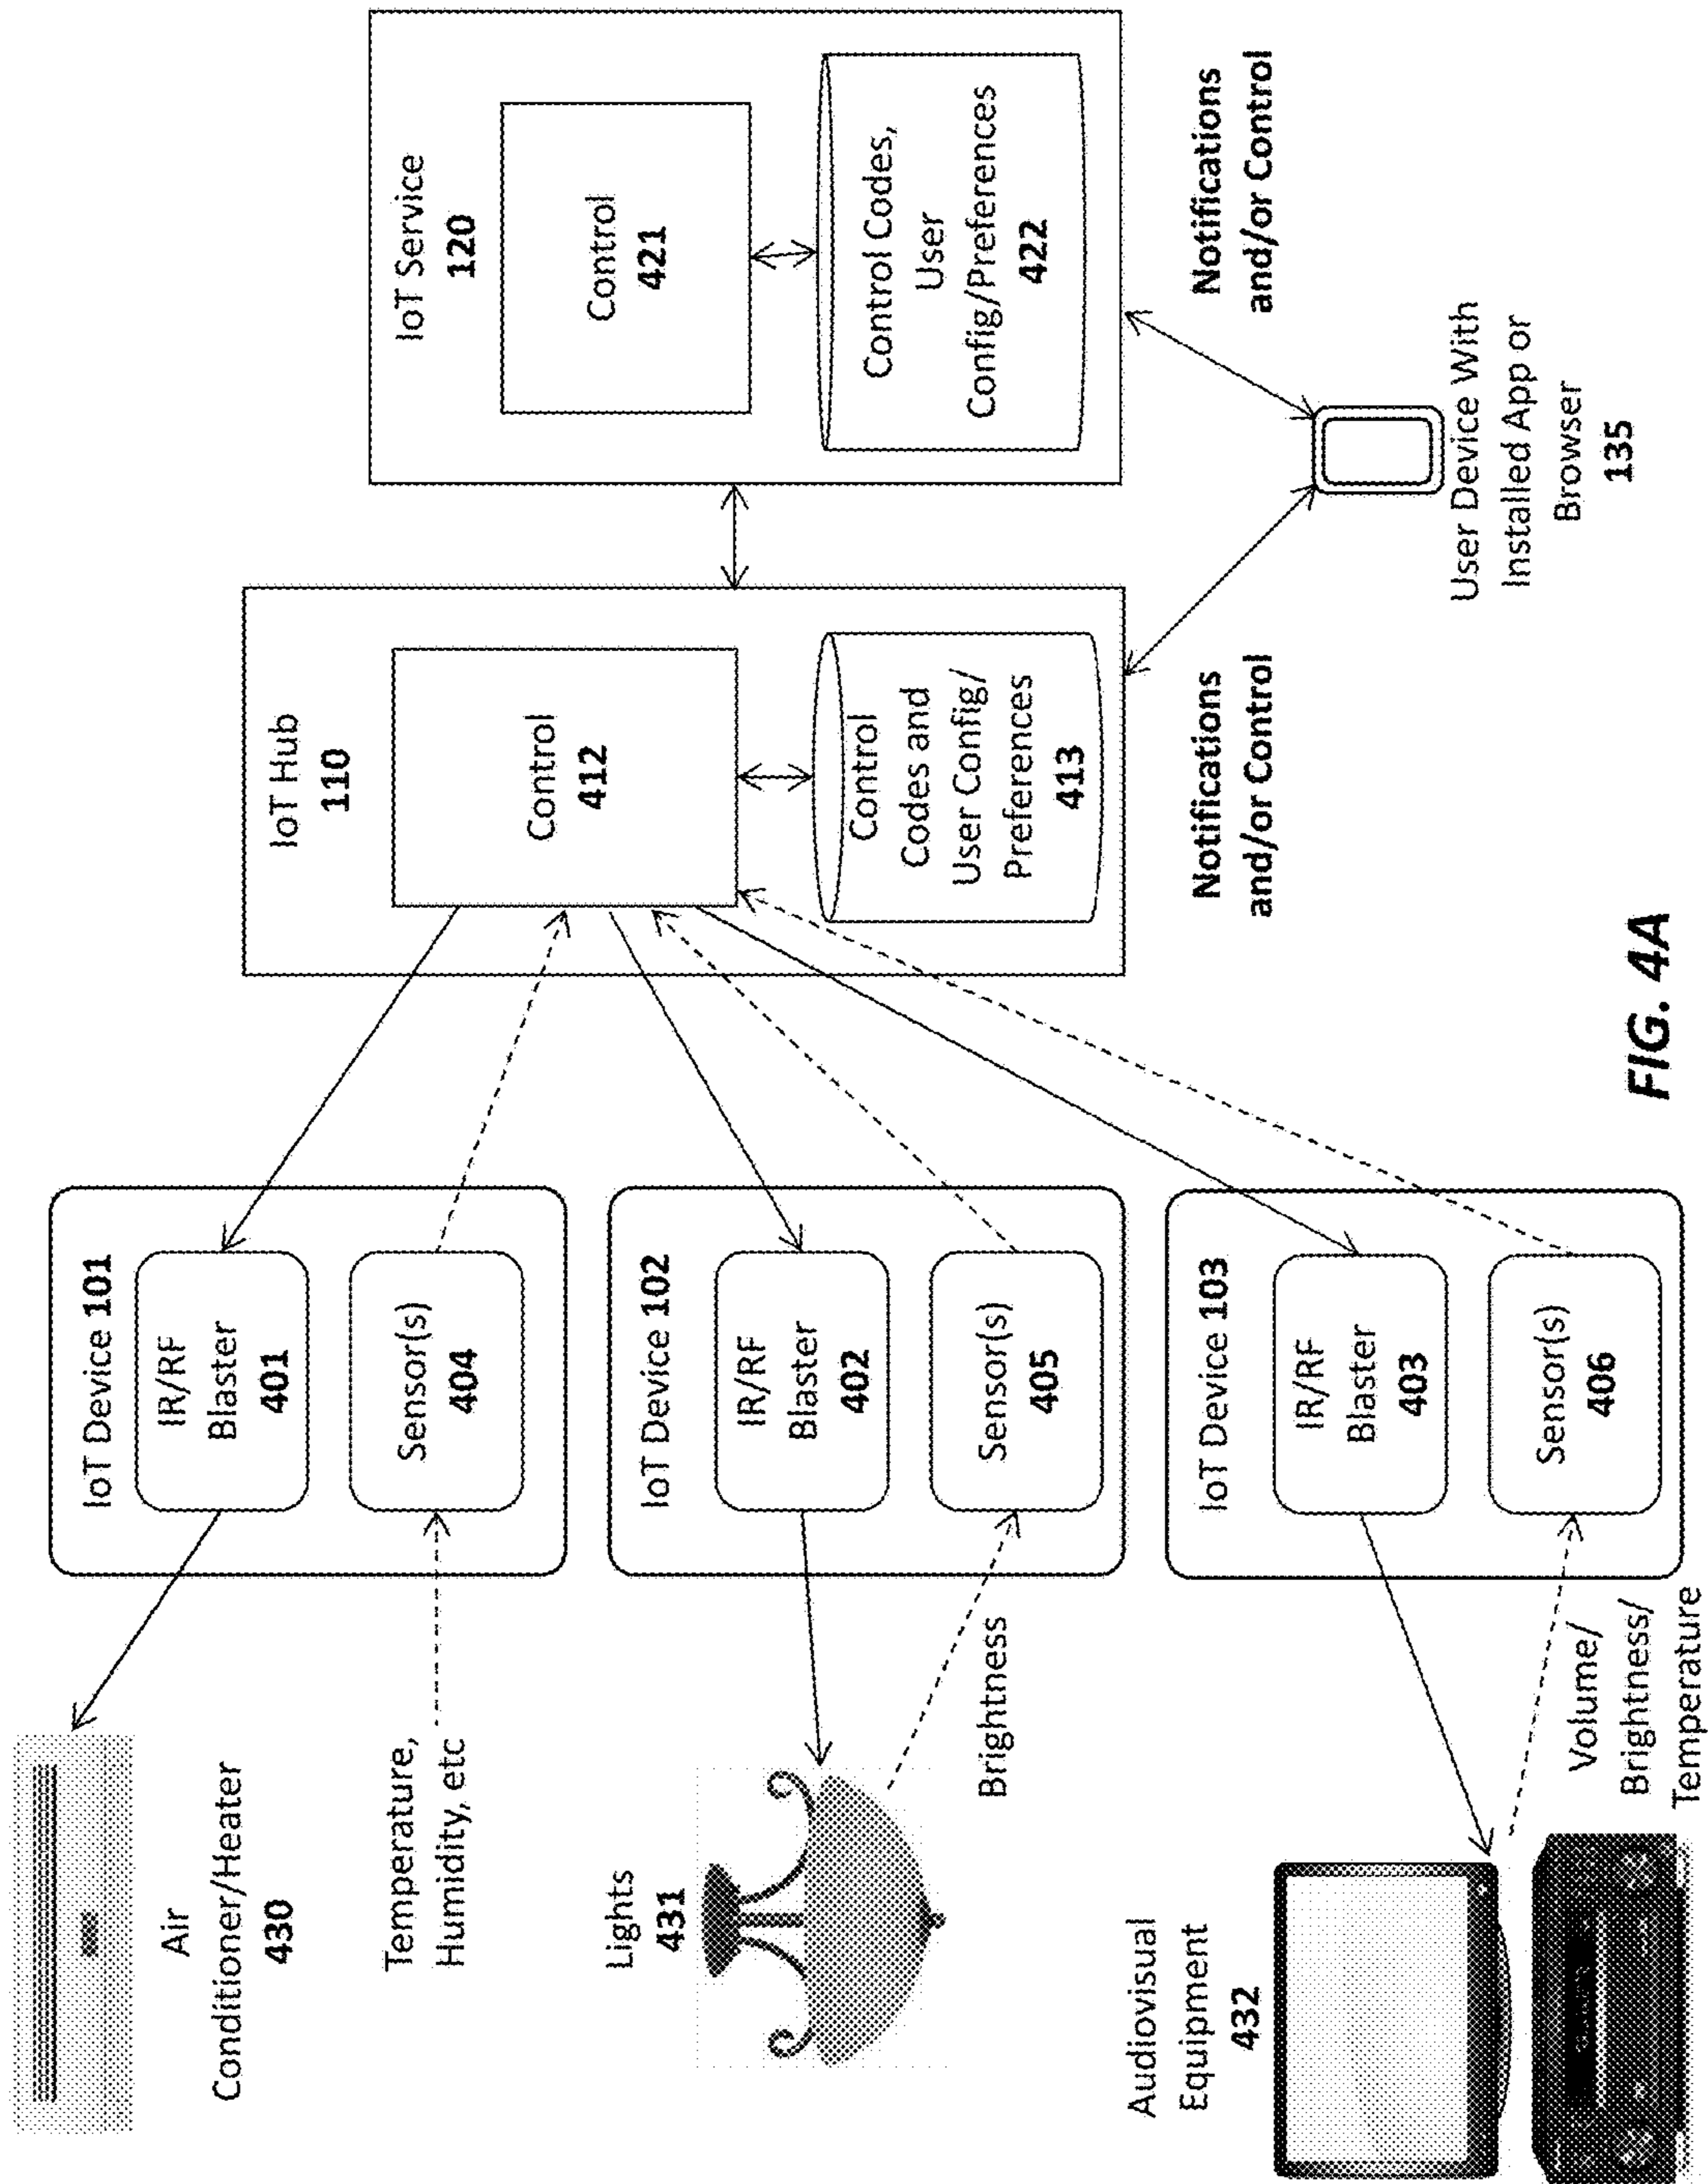 Air
Conditioner/Heater
430
Temperature,
Humidity, etc
Lights
431
Brightness
Audiovisual
Equipment
432
Volume/
Brightness/
Temperature
IoT Device 101
IR/RF
Blaster
401
Sensor(s)
404
IoT Device 102
IR/RF
Blaster
402
Sensor(s)
405
IoT Device 103
IR/RF
Blaster
403
Sensor(s)
406
IoT Hub
110
Control
412
Control
Codes and
User Config/
Preferences
413
Notifications
and/or Control
IoT Service
120
Control
421
Control Codes,
User
Config/Preferences
422
Notifications
and/or Control
User Device With
Installed App or
Browser
135
FIG. 4A